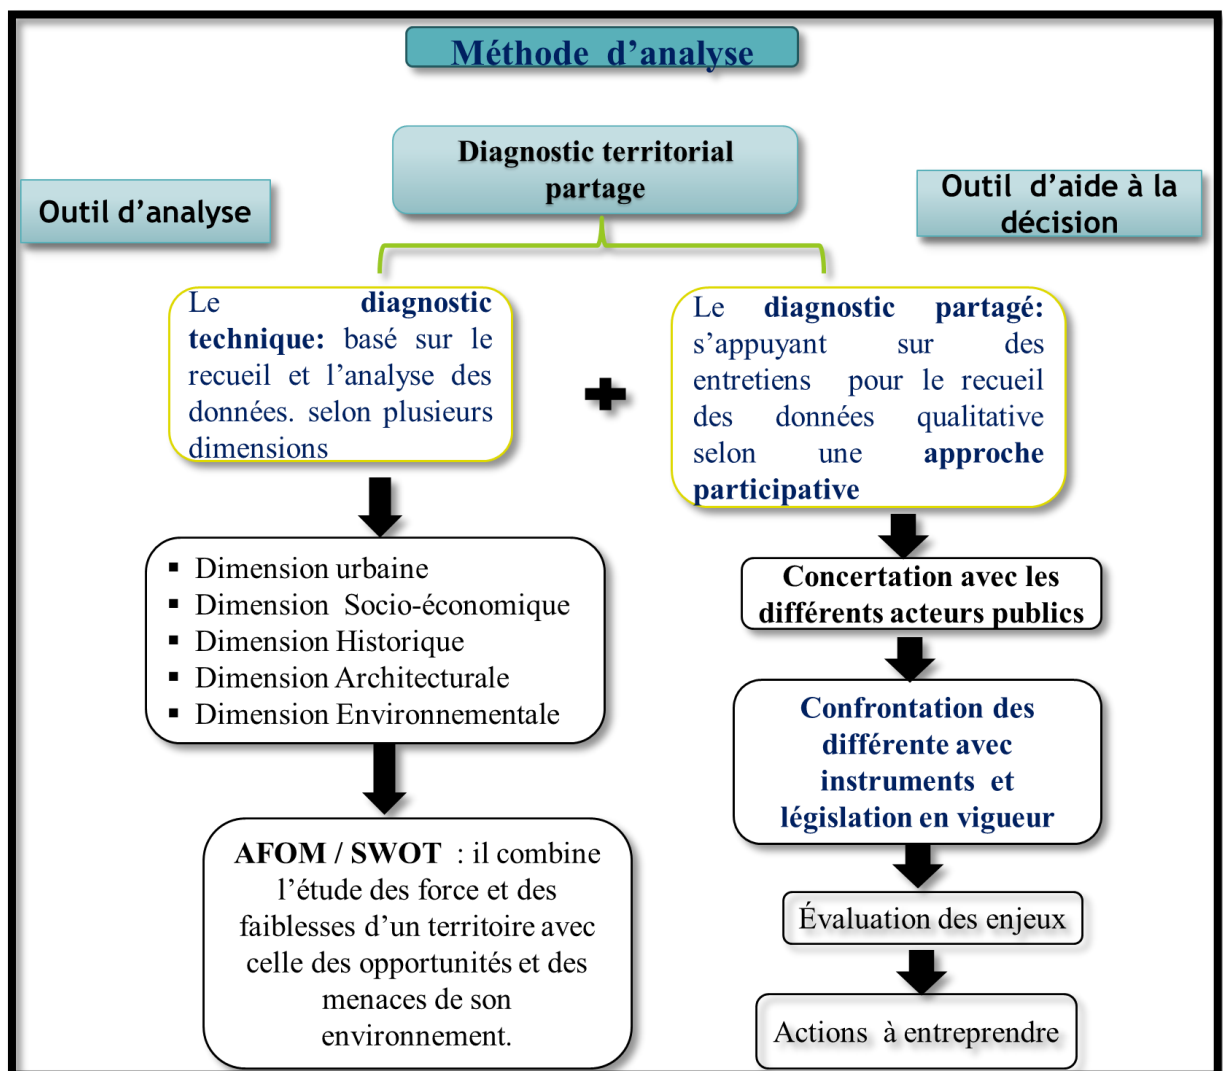 Méthode d’analyse
Diagnostic territorial
partage
Outil d’analyse
Outil d’aide à la
décision
Le diagnostic
technique: basé sur le
recueil et l’analyse des
données. selon plusieurs
dimensions
Le diagnostic partagé:
s’appuyant sur des
entretiens pour le recueil
des données qualitative
selon une approche
participative
▪ Dimension urbaine
▪ Dimension Socio-économique
▪ Dimension Historique
▪ Dimension Architecturale
▪ Dimension Environnementale
AFOM / SWOT : il combine
l’étude des force et des
faiblesses d’un territoire avec
celle des opportunités et des
menaces de son
environnement.
Concertation avec les
différents acteurs publics
Confrontation des
différente avec
instruments et
législation en vigueur
Évaluation des enjeux
Actions à entreprendre